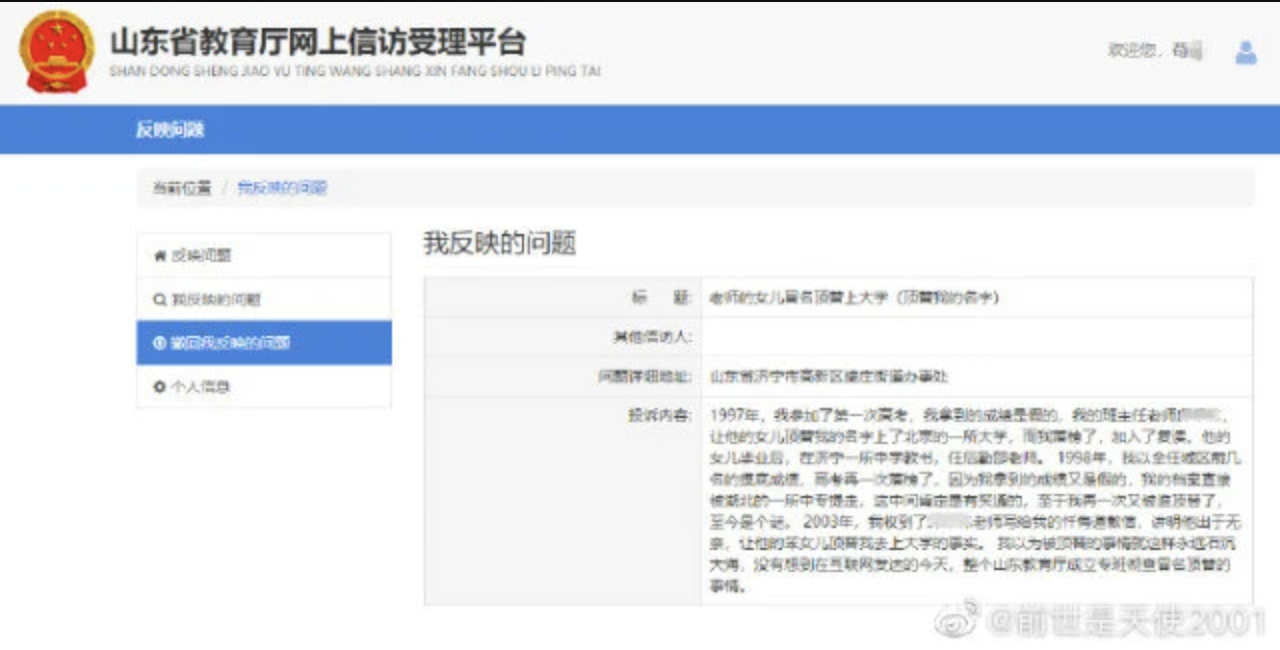 山东省教育厅网上信访受理平台
SHAN DONG SHENG JIAO YU TING WANG SHANG XIN FANG SHOU LI PING TAI
欢迎您，苟
反映问题
当前位置 / 我反映的问题
反映问题
我反映的问题
撤回我反映的问题
个人信息
我反映的问题
标 题: 老师的女儿冒名顶替上大学（顶替我的名字）
其他信访人:
问题详细地址: 山东省济宁市高新区接庄街道办事处
投诉内容: 1997年，我参加了第一次高考，我拿到的成绩是假的，我的班主任老师，
让他的女儿顶替我的名字上了北京的一所大学，而我落榜了，加入了复读。他的
女儿毕业后，在济宁一所中学教书，任后勤部老师。 1998年，我以全任城区前几
名的摸底成绩，高考再一次落榜了，因为我拿到的成绩又是假的，我的档案直接
被湖北的一所中专提走，这中间肯定是有笑谈的，至于我再一次又被谁顶替了，
至今是个谜。 2003年，我收到了老师写给我的忏悔道歉信，讲明他出于无
奈，让他的笨女儿顶替我去上大学的事实。 我以为被顶替的事情就这样永远石沉
大海，没有想到在互联网发达的今天，整个山东教育厅成立专班彻查冒名顶替的
事情。
@前世是天使2001